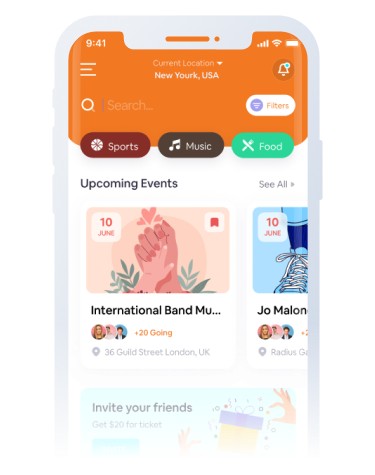 9:41
Current Location
New Yourk, USA
Search...
Filters
Sports
Music
Food
Upcoming Events
See All
10
JUNE
10
JUNE
International Band Mu...
Jo Malon
+20 Going
36 Guild Street London, UK
Radius
Invite your friends
Get $20 for ticket